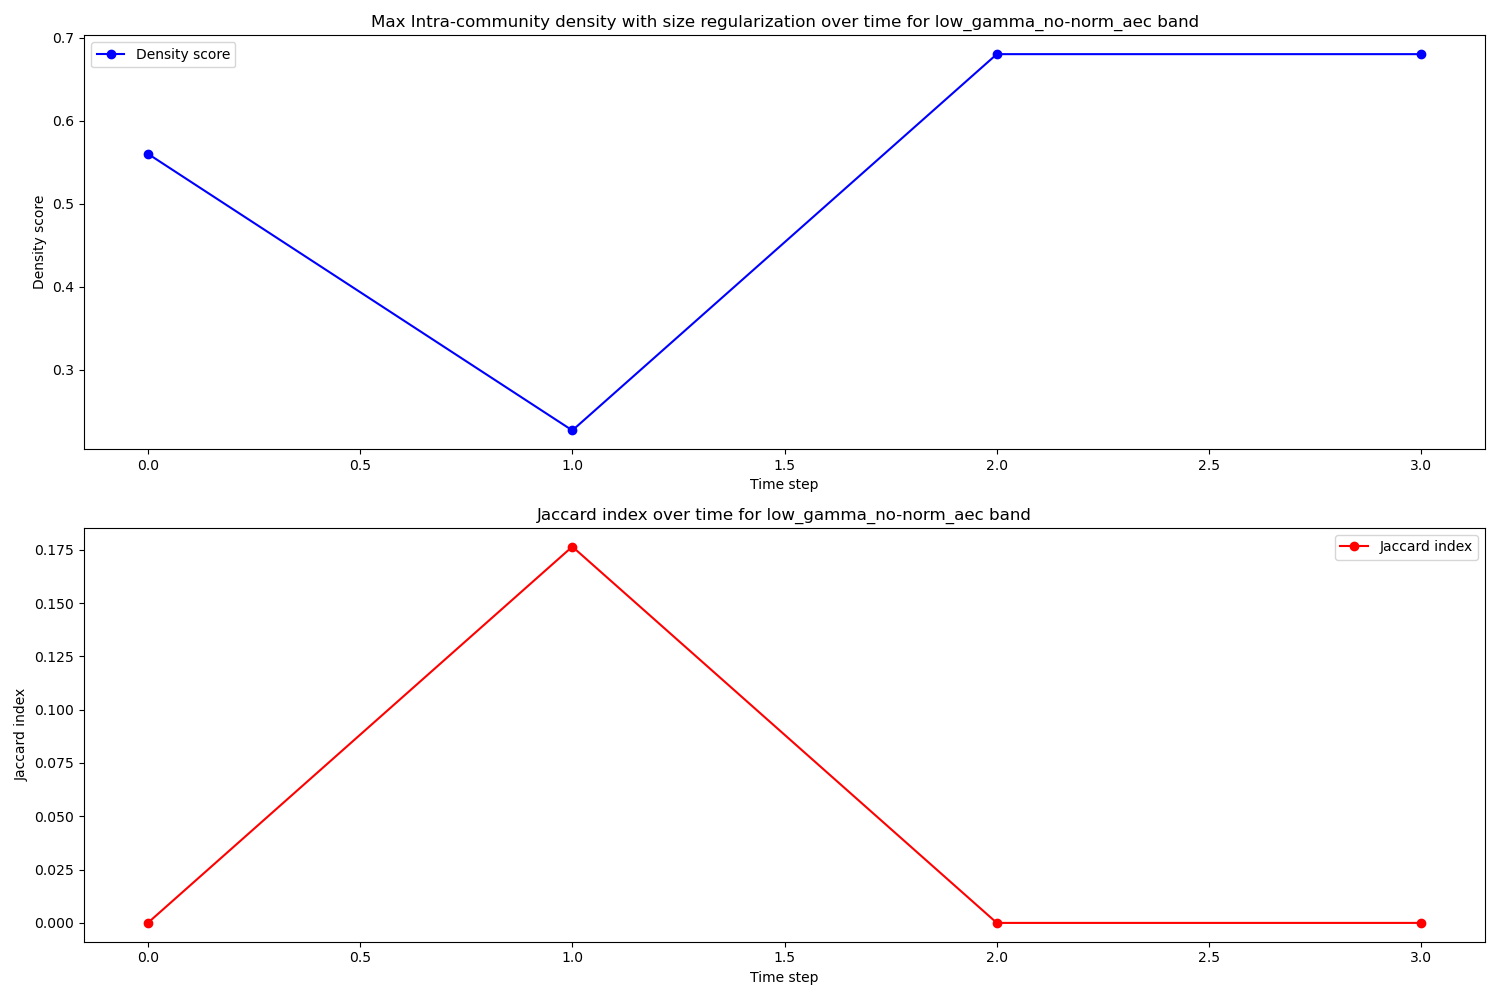 Max Intra-community density with size regularization over time for low_gamma_no-norm_aec band
Density score
0.7
0.6
0.5
0.4
0.3
Density score
0.0 0.5 1.0 1.5 2.0 2.5 3.0
Time step
Jaccard index over time for low_gamma_no-norm_aec band
Jaccard index
0.175
0.150
0.125
0.100
0.075
0.050
0.025
0.000
Jaccard index
0.0 0.5 1.0 1.5 2.0 2.5 3.0
Time step